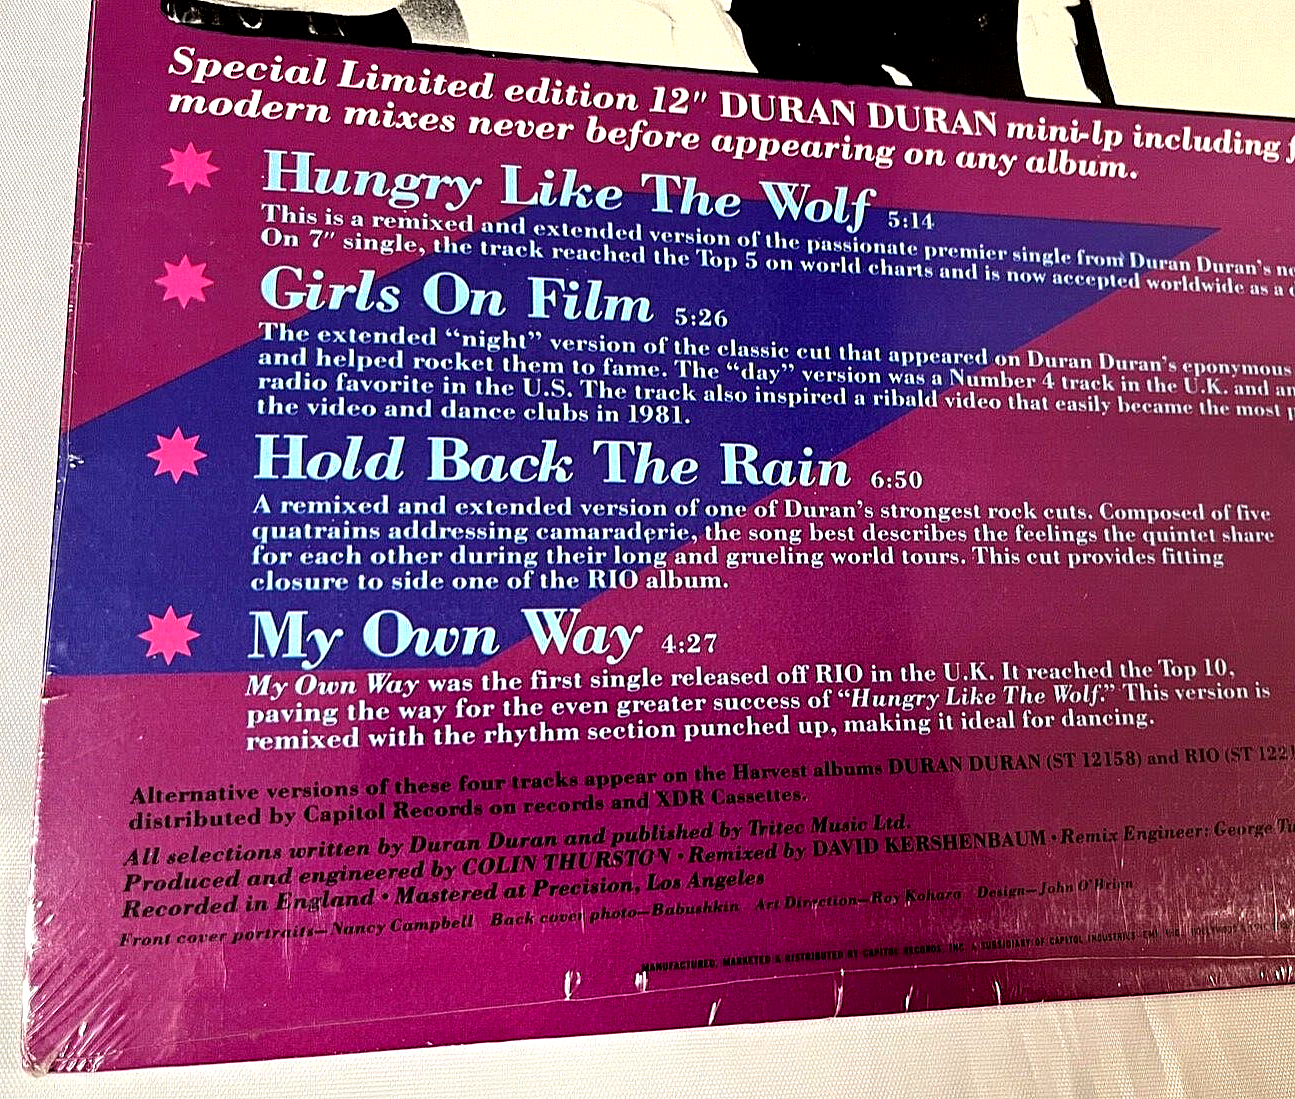 Special Limited edition 12" DURAN DURAN mini-lp including
modern mixes never before appearing on any album.
Hungry Like The Wolf 5:14
This is a remixed and extended version of the passionate premier single from Duran Duran's
On 7" single, the track reached the Top 5 on world charts and is now accepted worldwide as a
Girls On Film 5:26
The extended “night” version of the classic cut that appeared on Duran Duran's eponymous
and helped rocket them to fame. The “day” version was a Number 4 track in the U.K. and
radio favorite in the U.S. The track also inspired a ribald video that easily became the most
the video and dance clubs in 1981.
Hold Back The Rain 6:50
A remixed and extended version of one of Duran's strongest rock cuts. Composed of five
quatrains addressing camaraderie, the song best describes the feelings the quintet share
for each other during their long and grueling world tours. This cut provides fitting
closure to side one of the RIO album.
My Own Way 4:27
My Own Way was the first single released off RIO in the U.K. It reached the Top 10,
paving the way for the even greater success of “Hungry Like The Wolf.” This version is
remixed with the rhythm section punched up, making it ideal for dancing.
Alternative versions of these four tracks appear on the Harvest albums DURAN DURAN (ST 12158) and RIO (ST
distributed by Capitol Records on records and XDR Cassettes.
All selections written by Duran Duran and published by Tritec Music Ltd.
Produced and engineered by COLIN THURSTON • Remixed by DAVID KERSHENBAUM • Remix Engineer: George
Recorded in England • Mastered at Precision, Los Angeles
Front cover portraits—Nancy Campbell Back cover photo—Babushkin Art Direction—Roy Kohara Design—John O'Brien
MANUFACTURED, MARKETED & DISTRIBUTED BY CAPITOL RECORDS, INC. A SUBSIDIARY OF CAPITOL INDUSTRIES-EMI, INC.